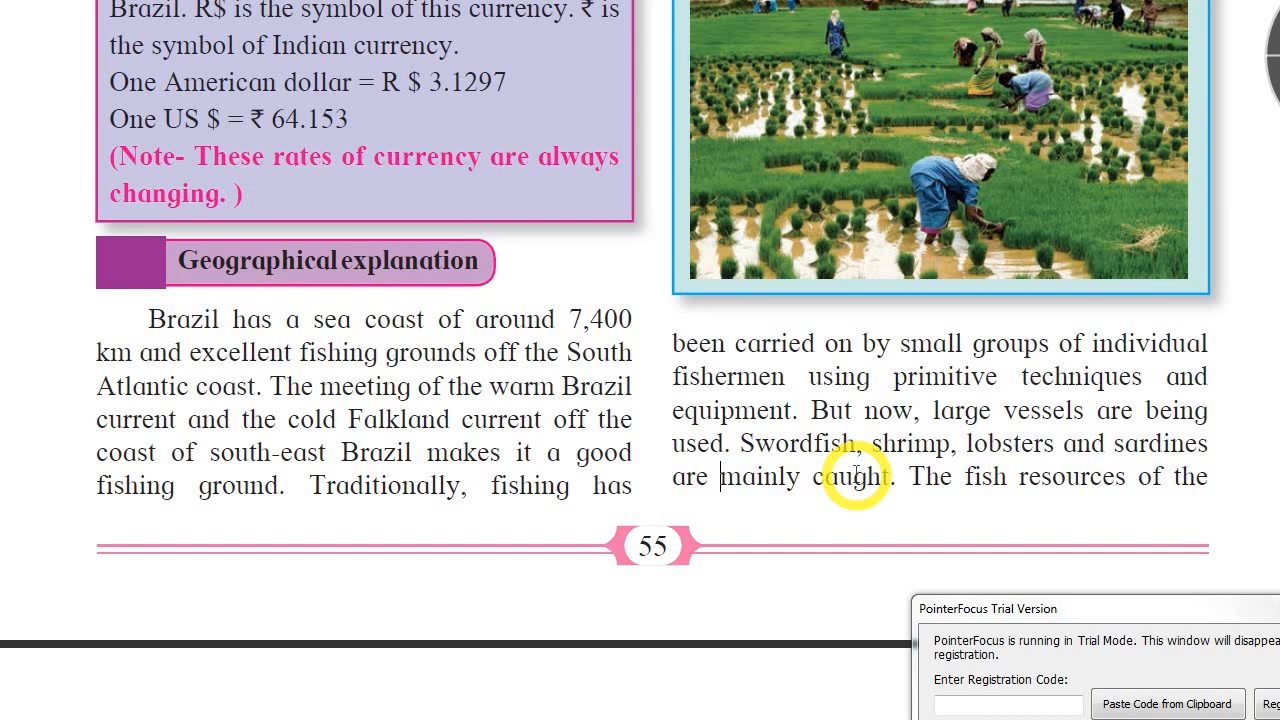 Brazil. R$ is the symbol of this currency. ₹ is
the symbol of Indian currency.
One American dollar = R $ 3.1297
One US $ = ₹ 64.153
(Note- These rates of currency are always
changing. )
Geographical explanation
Brazil has a sea coast of around 7,400
km and excellent fishing grounds off the South
Atlantic coast. The meeting of the warm Brazil
current and the cold Falkland current off the
coast of south-east Brazil makes it a good
fishing ground. Traditionally, fishing has
been carried on by small groups of individual
fishermen using primitive techniques and
equipment. But now, large vessels are being
used. Swordfish, shrimp, lobsters and sardines
are mainly caught. The fish resources of the
55
PointerFocus Trial Version
PointerFocus is running in Trial Mode. This window will disappea
registration.
Enter Registration Code:
Paste Code from Clipboard
Reg